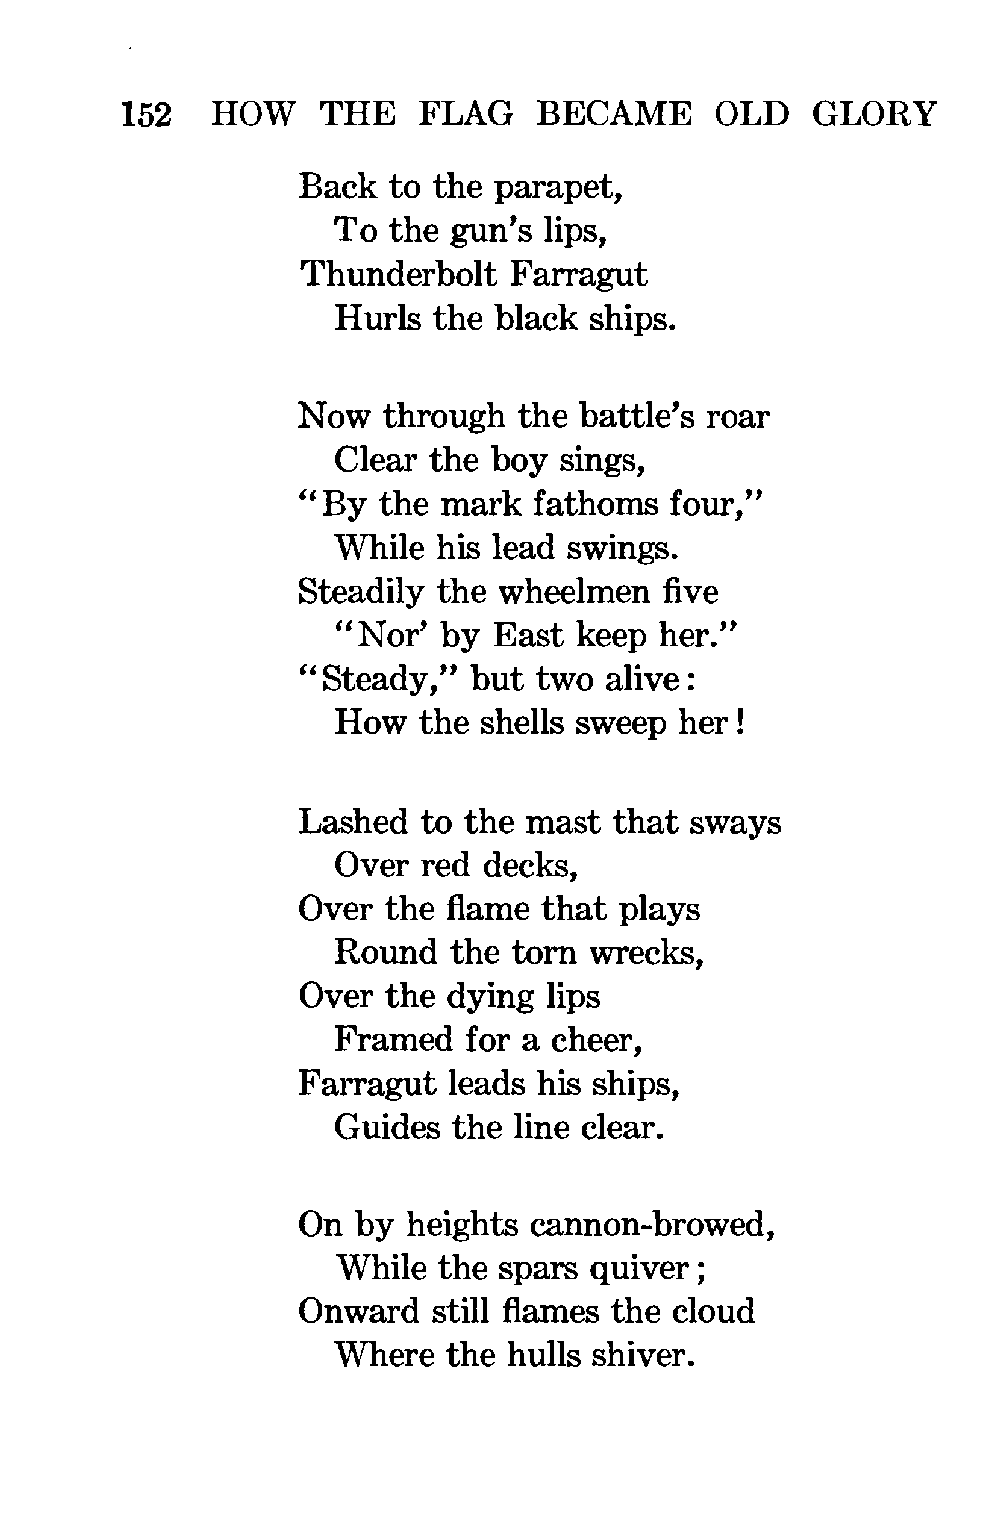 152 HOW THE FLAG BECAME OLD GLORY
Back to the parapet,
To the gun's lips,
Thunderbolt Farragut
Hurls the black ships.
Now through the battle's roar
Clear the boy sings,
"By the mark fathoms four,"
While his lead swings.
Steadily the wheelmen five
"Nor' by East keep her."
"Steady," but two alive:
How the shells sweep her!
Lashed to the mast that sways
Over red decks,
Over the flame that plays
Round the torn wrecks,
Over the dying lips
Framed for a cheer,
Farragut leads his ships,
Guides the line clear.
On by heights cannon-browed,
While the spars quiver;
Onward still flames the cloud
Where the hulls shiver.